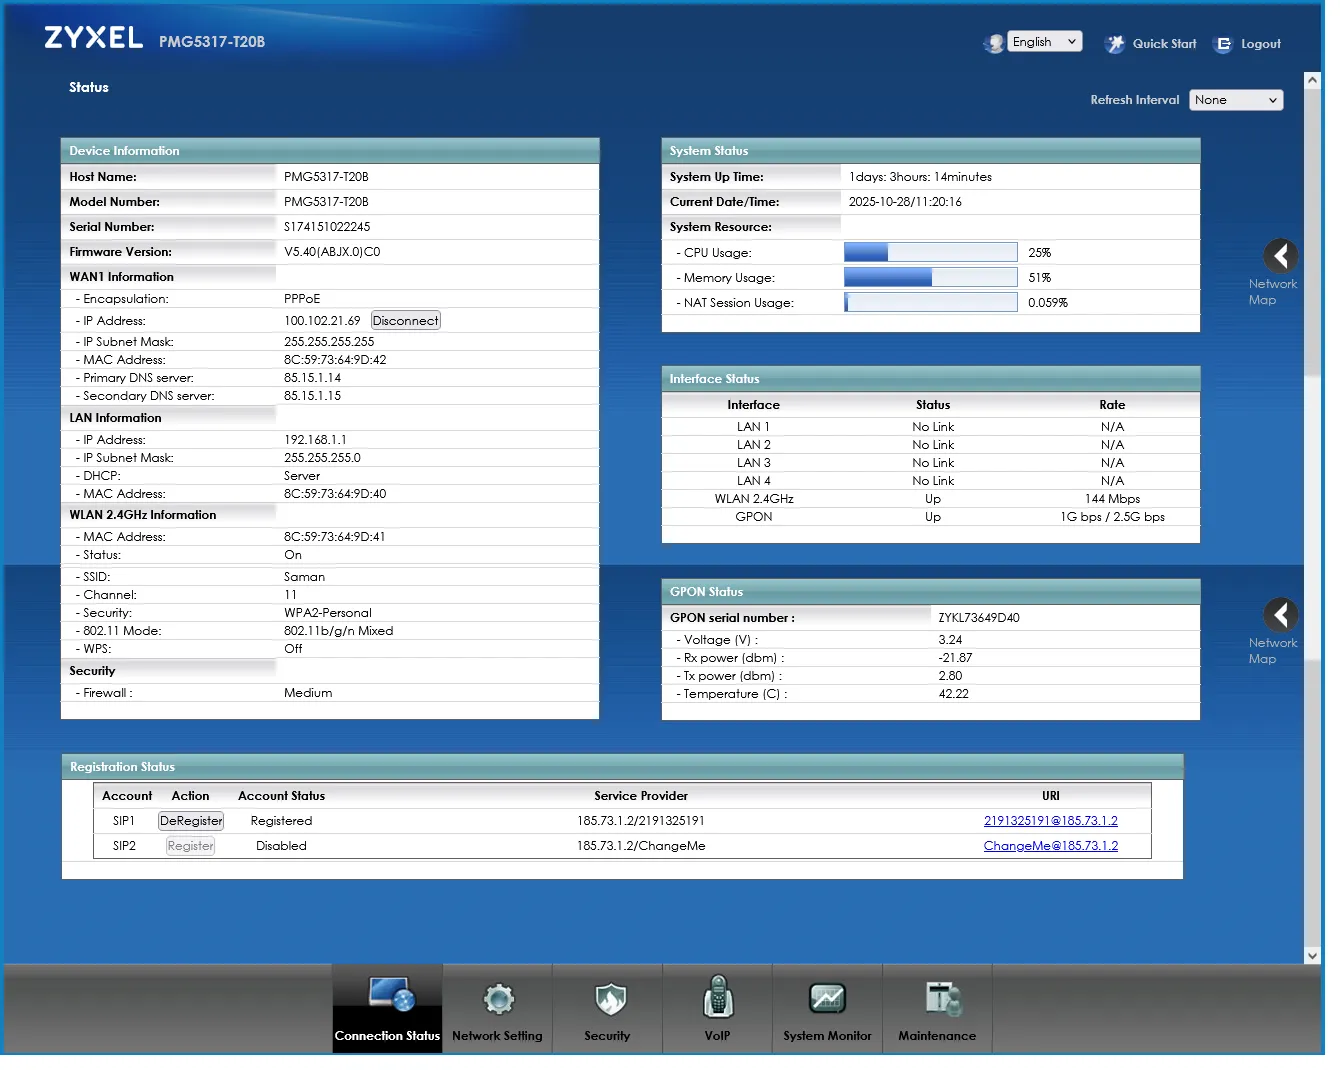 ZYXEL PMG5317-T20B
English Quick Start Logout
Status
Refresh Interval None
Device Information
Host Name: PMG5317-T20B
Model Number: PMG5317-T20B
Serial Number: S174151022245
Firmware Version: V5.40(ABJX.0)C0
WAN1 Information
- Encapsulation: PPPoE
- IP Address: 100.102.21.69 Disconnect
- IP Subnet Mask: 255.255.255.255
- MAC Address: 8C:59:73:64:9D:42
- Primary DNS server: 85.15.1.14
- Secondary DNS server: 85.15.1.15
LAN Information
- IP Address: 192.168.1.1
- IP Subnet Mask: 255.255.255.0
- DHCP: Server
- MAC Address: 8C:59:73:64:9D:40
WLAN 2.4GHz Information
- MAC Address: 8C:59:73:64:9D:41
- Status: On
- SSID: Saman
- Channel: 11
- Security: WPA2-Personal
- 802.11 Mode: 802.11b/g/n Mixed
- WPS: Off
Security
- Firewall : Medium
System Status
System Up Time: 1days: 3hours: 14minutes
Current Date/Time: 2025-10-28/11:20:16
System Resource:
- CPU Usage: 25%
- Memory Usage: 51%
- NAT Session Usage: 0.059%
Interface Status
Interface Status Rate
LAN 1 No Link N/A
LAN 2 No Link N/A
LAN 3 No Link N/A
LAN 4 No Link N/A
WLAN 2.4GHz Up 144 Mbps
GPON Up 1G bps / 2.5G bps
GPON Status
GPON serial number : ZYKL73649D40
- Voltage (V) : 3.24
- Rx power (dbm) : -21.87
- Tx power (dbm) : 2.80
- Temperature (C) : 42.22
Network
Map
Network
Map
Registration Status
Account Action Account Status Service Provider URI
SIP1 DeRegister Registered 185.73.1.2/2191325191 2191325191@185.73.1.2
SIP2 Register Disabled 185.73.1.2/ChangeMe ChangeMe@185.73.1.2
Connection Status Network Setting Security VoIP System Monitor Maintenance